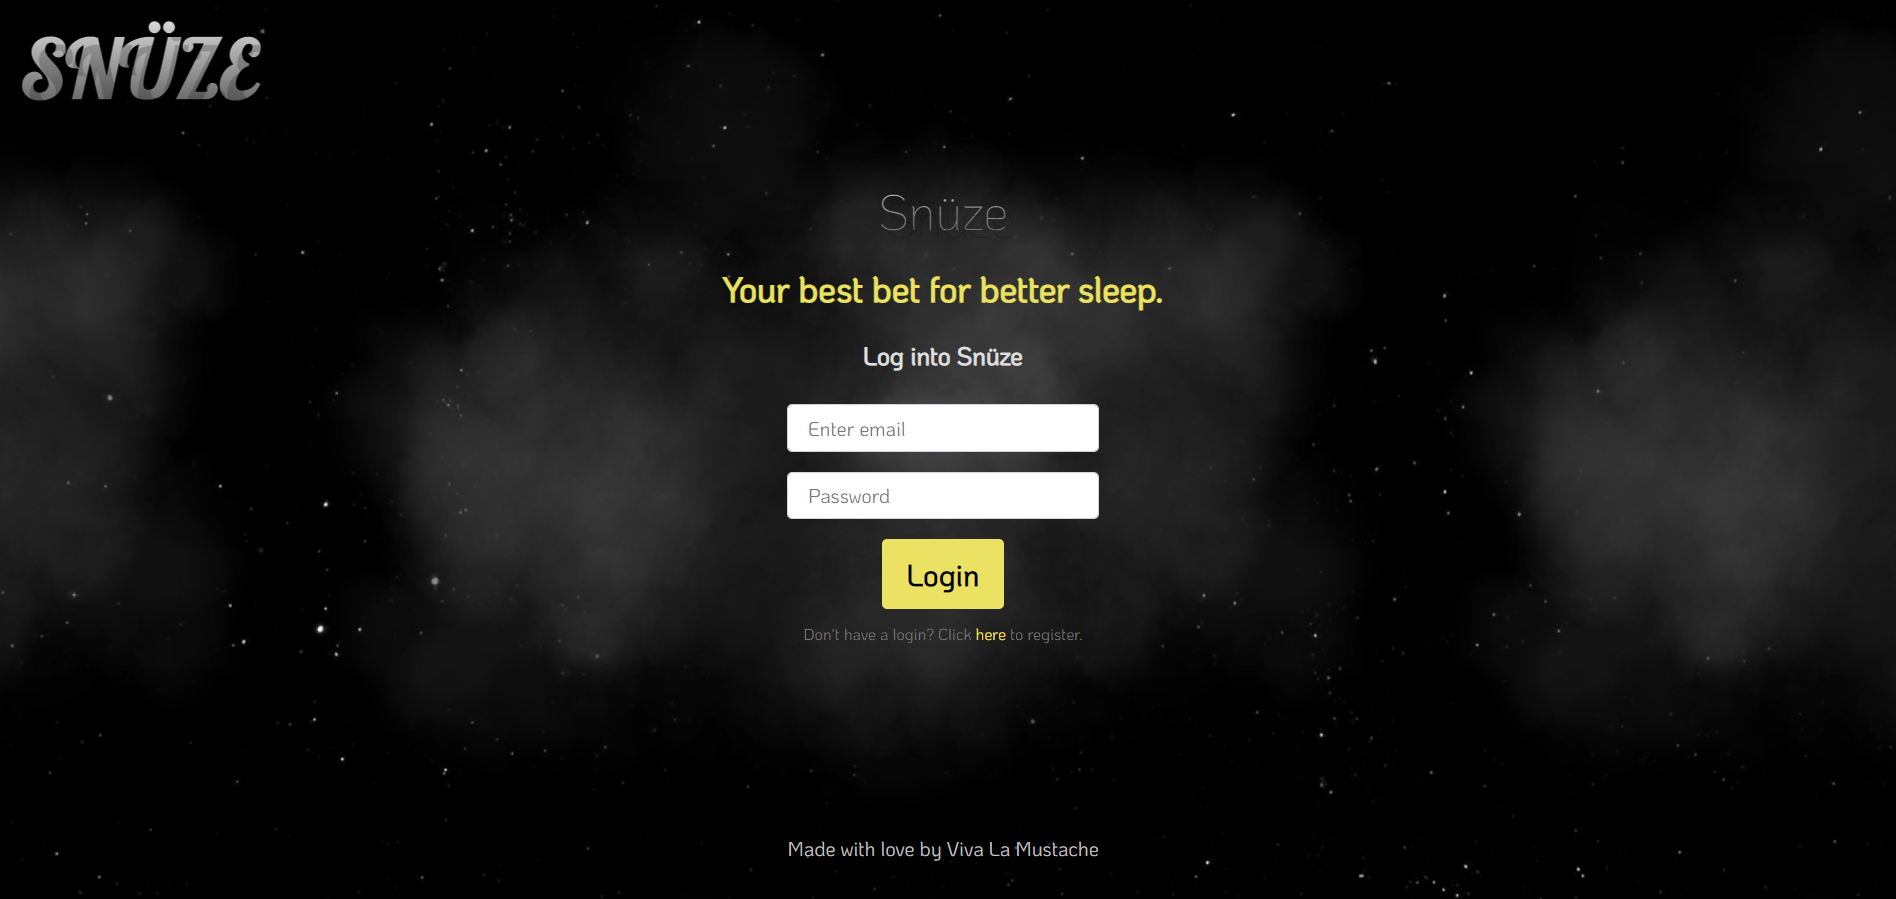 SNÜZE
Snüze
Your best bet for better sleep.
Log into Snüze
Enter email
Password
Login
Don't have a login? Click here to register.
Made with love by Viva La Mustache